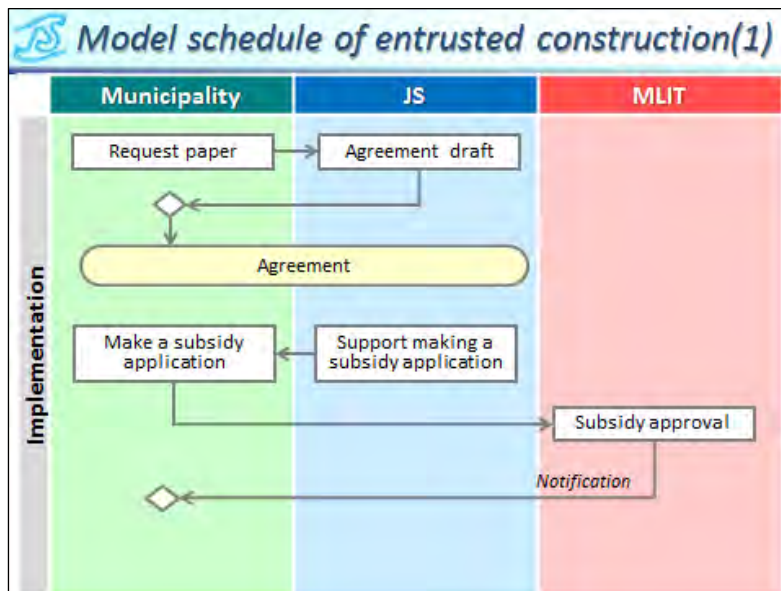 JS Model schedule of entrusted construction(1)
Municipality JS MLIT
Implementation
Request paper Agreement draft
Agreement
Make a subsidy
application
Support making a
subsidy application
Subsidy approval
Notification